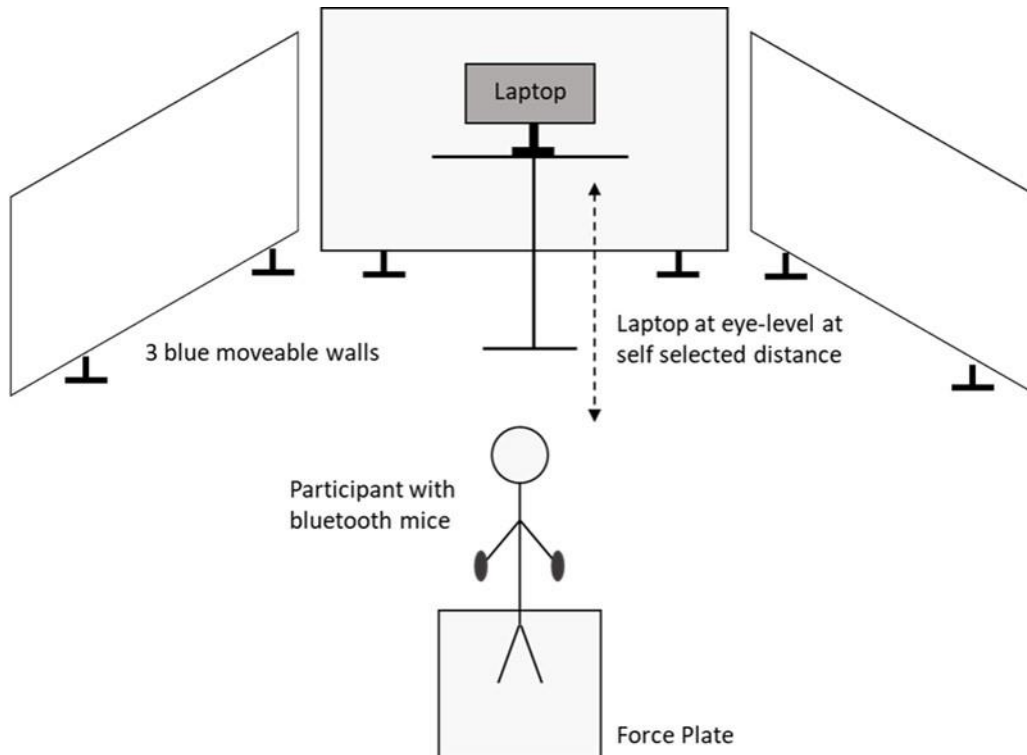 Laptop
3 blue moveable walls
Laptop at eye-level at
self selected distance
Participant with
bluetooth mice
Force Plate